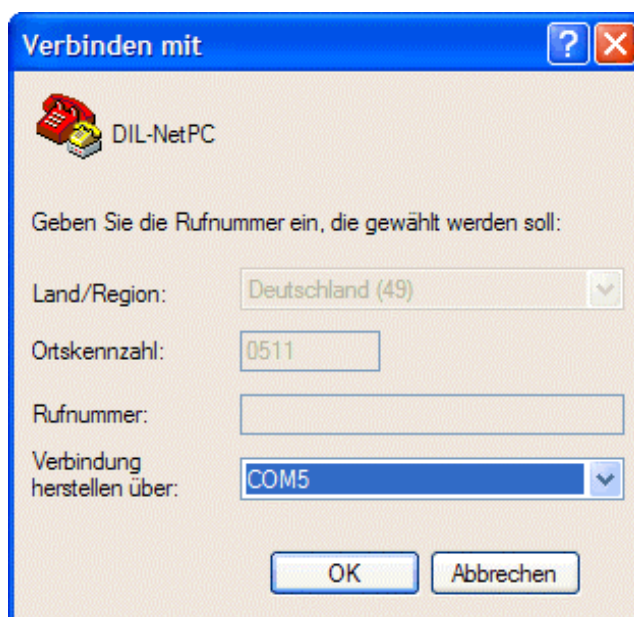 Verbinden mit
DIL-NetPC
Geben Sie die Rufnummer ein, die gewählt werden soll:
Land/Region: Deutschland (49)
Ortskennzahl: 0511
Rufnummer:
Verbindung
herstellen über: COM5
OK Abbrechen